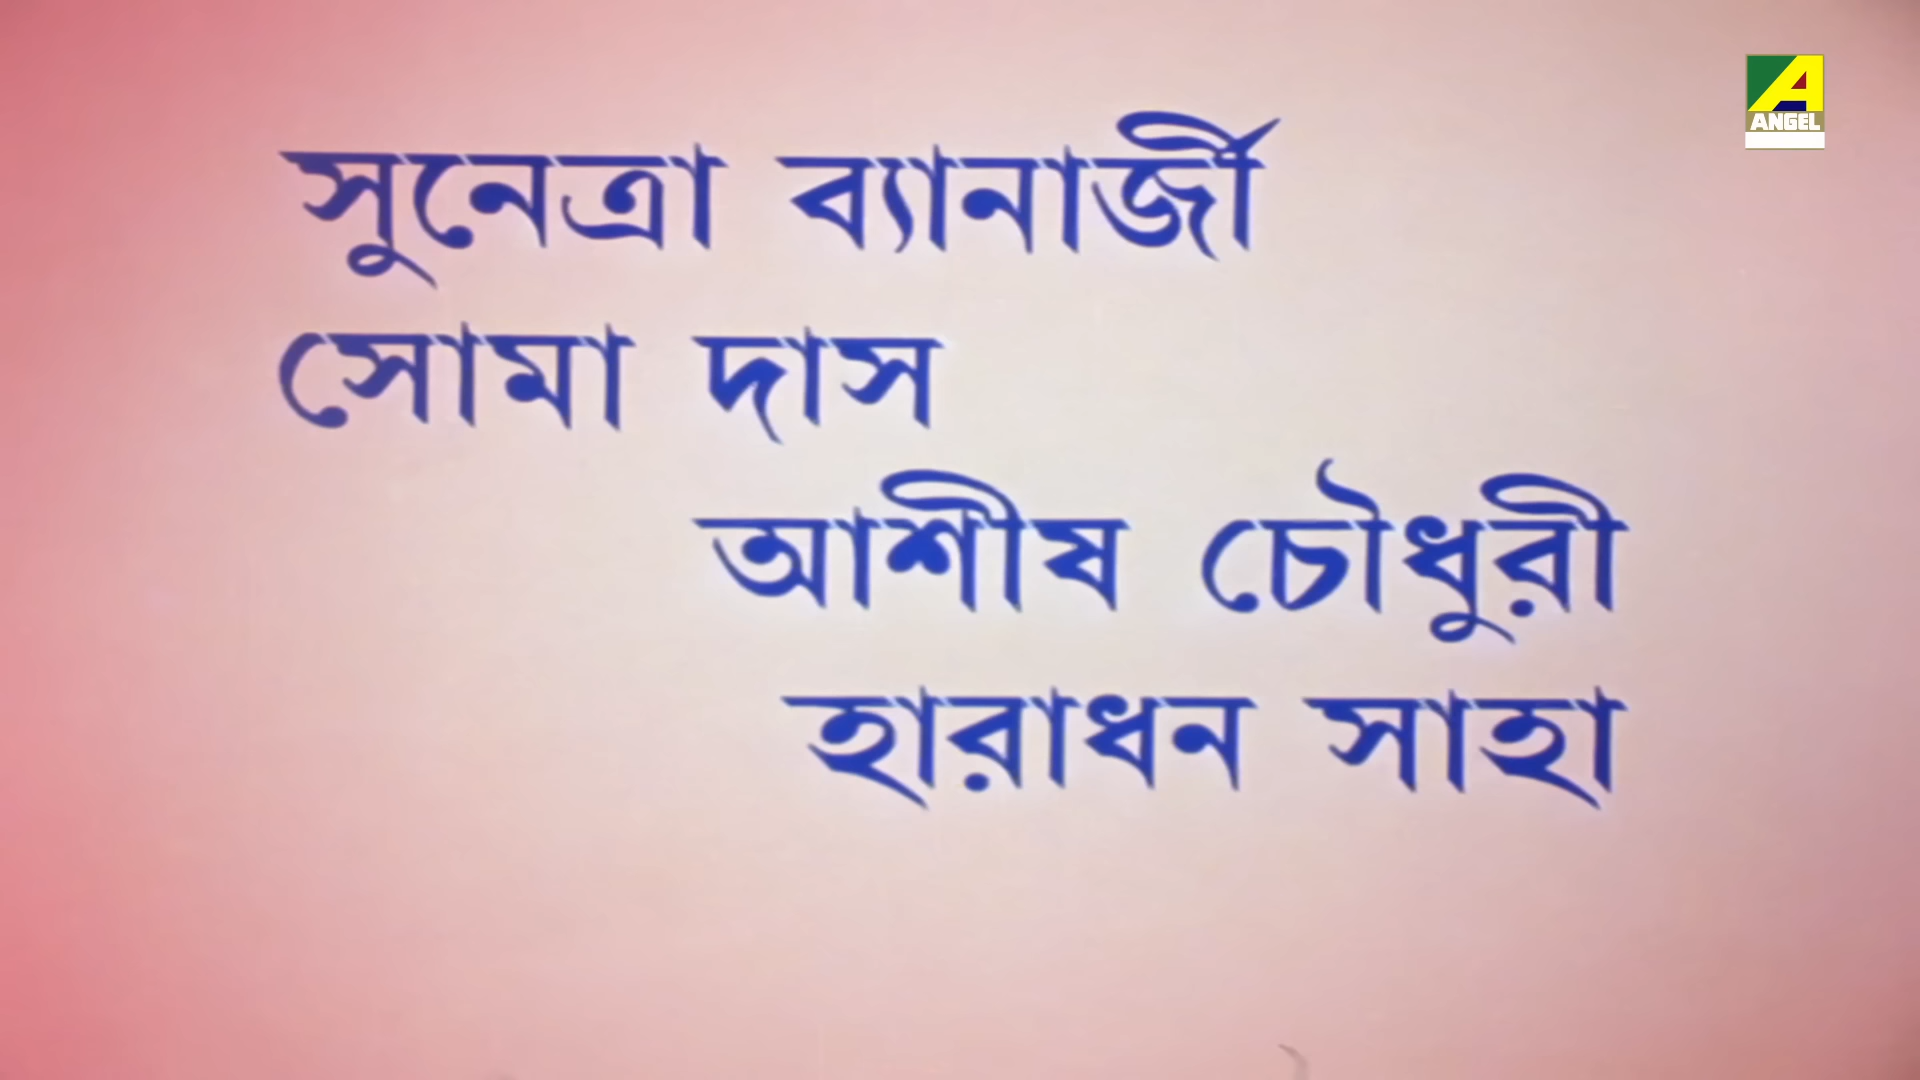 ANGEL
সুনেত্রা ব্যানার্জী
সোমা দাস
আশীষ চৌধুরী
হারাধন সাহা